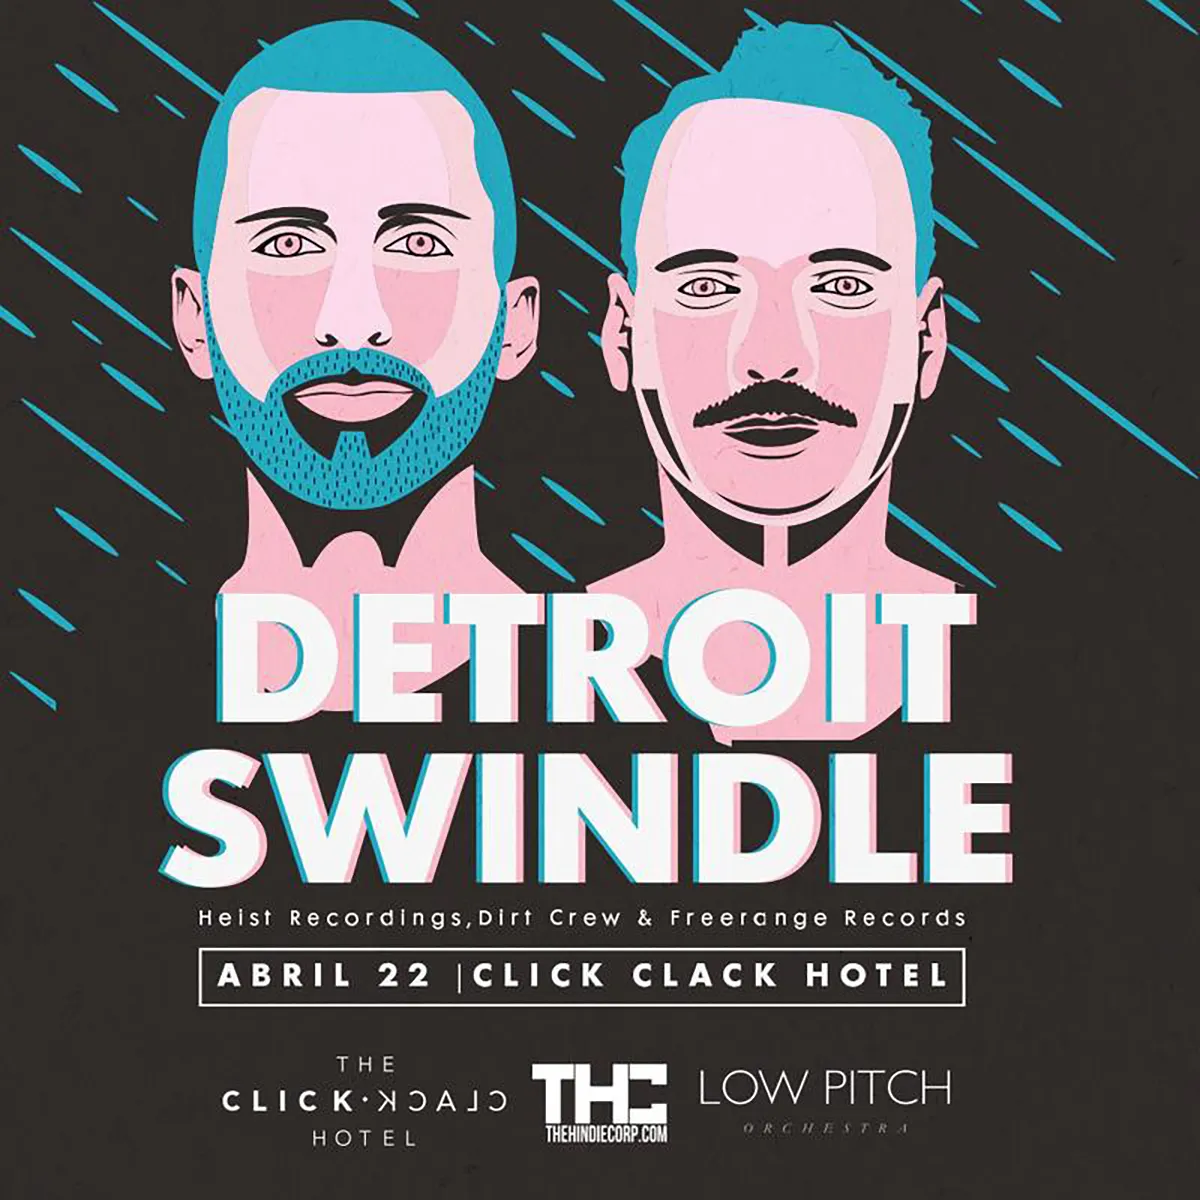 DETROIT
SWINDLE
Heist Recordings,Dirt Crew & Freerange Records
ABRIL 22 |CLICK CLACK HOTEL
THE
CLICK·CLACK
HOTEL
THC
THEHINDIECORP.COM
LOW PITCH
ORCHESTRA